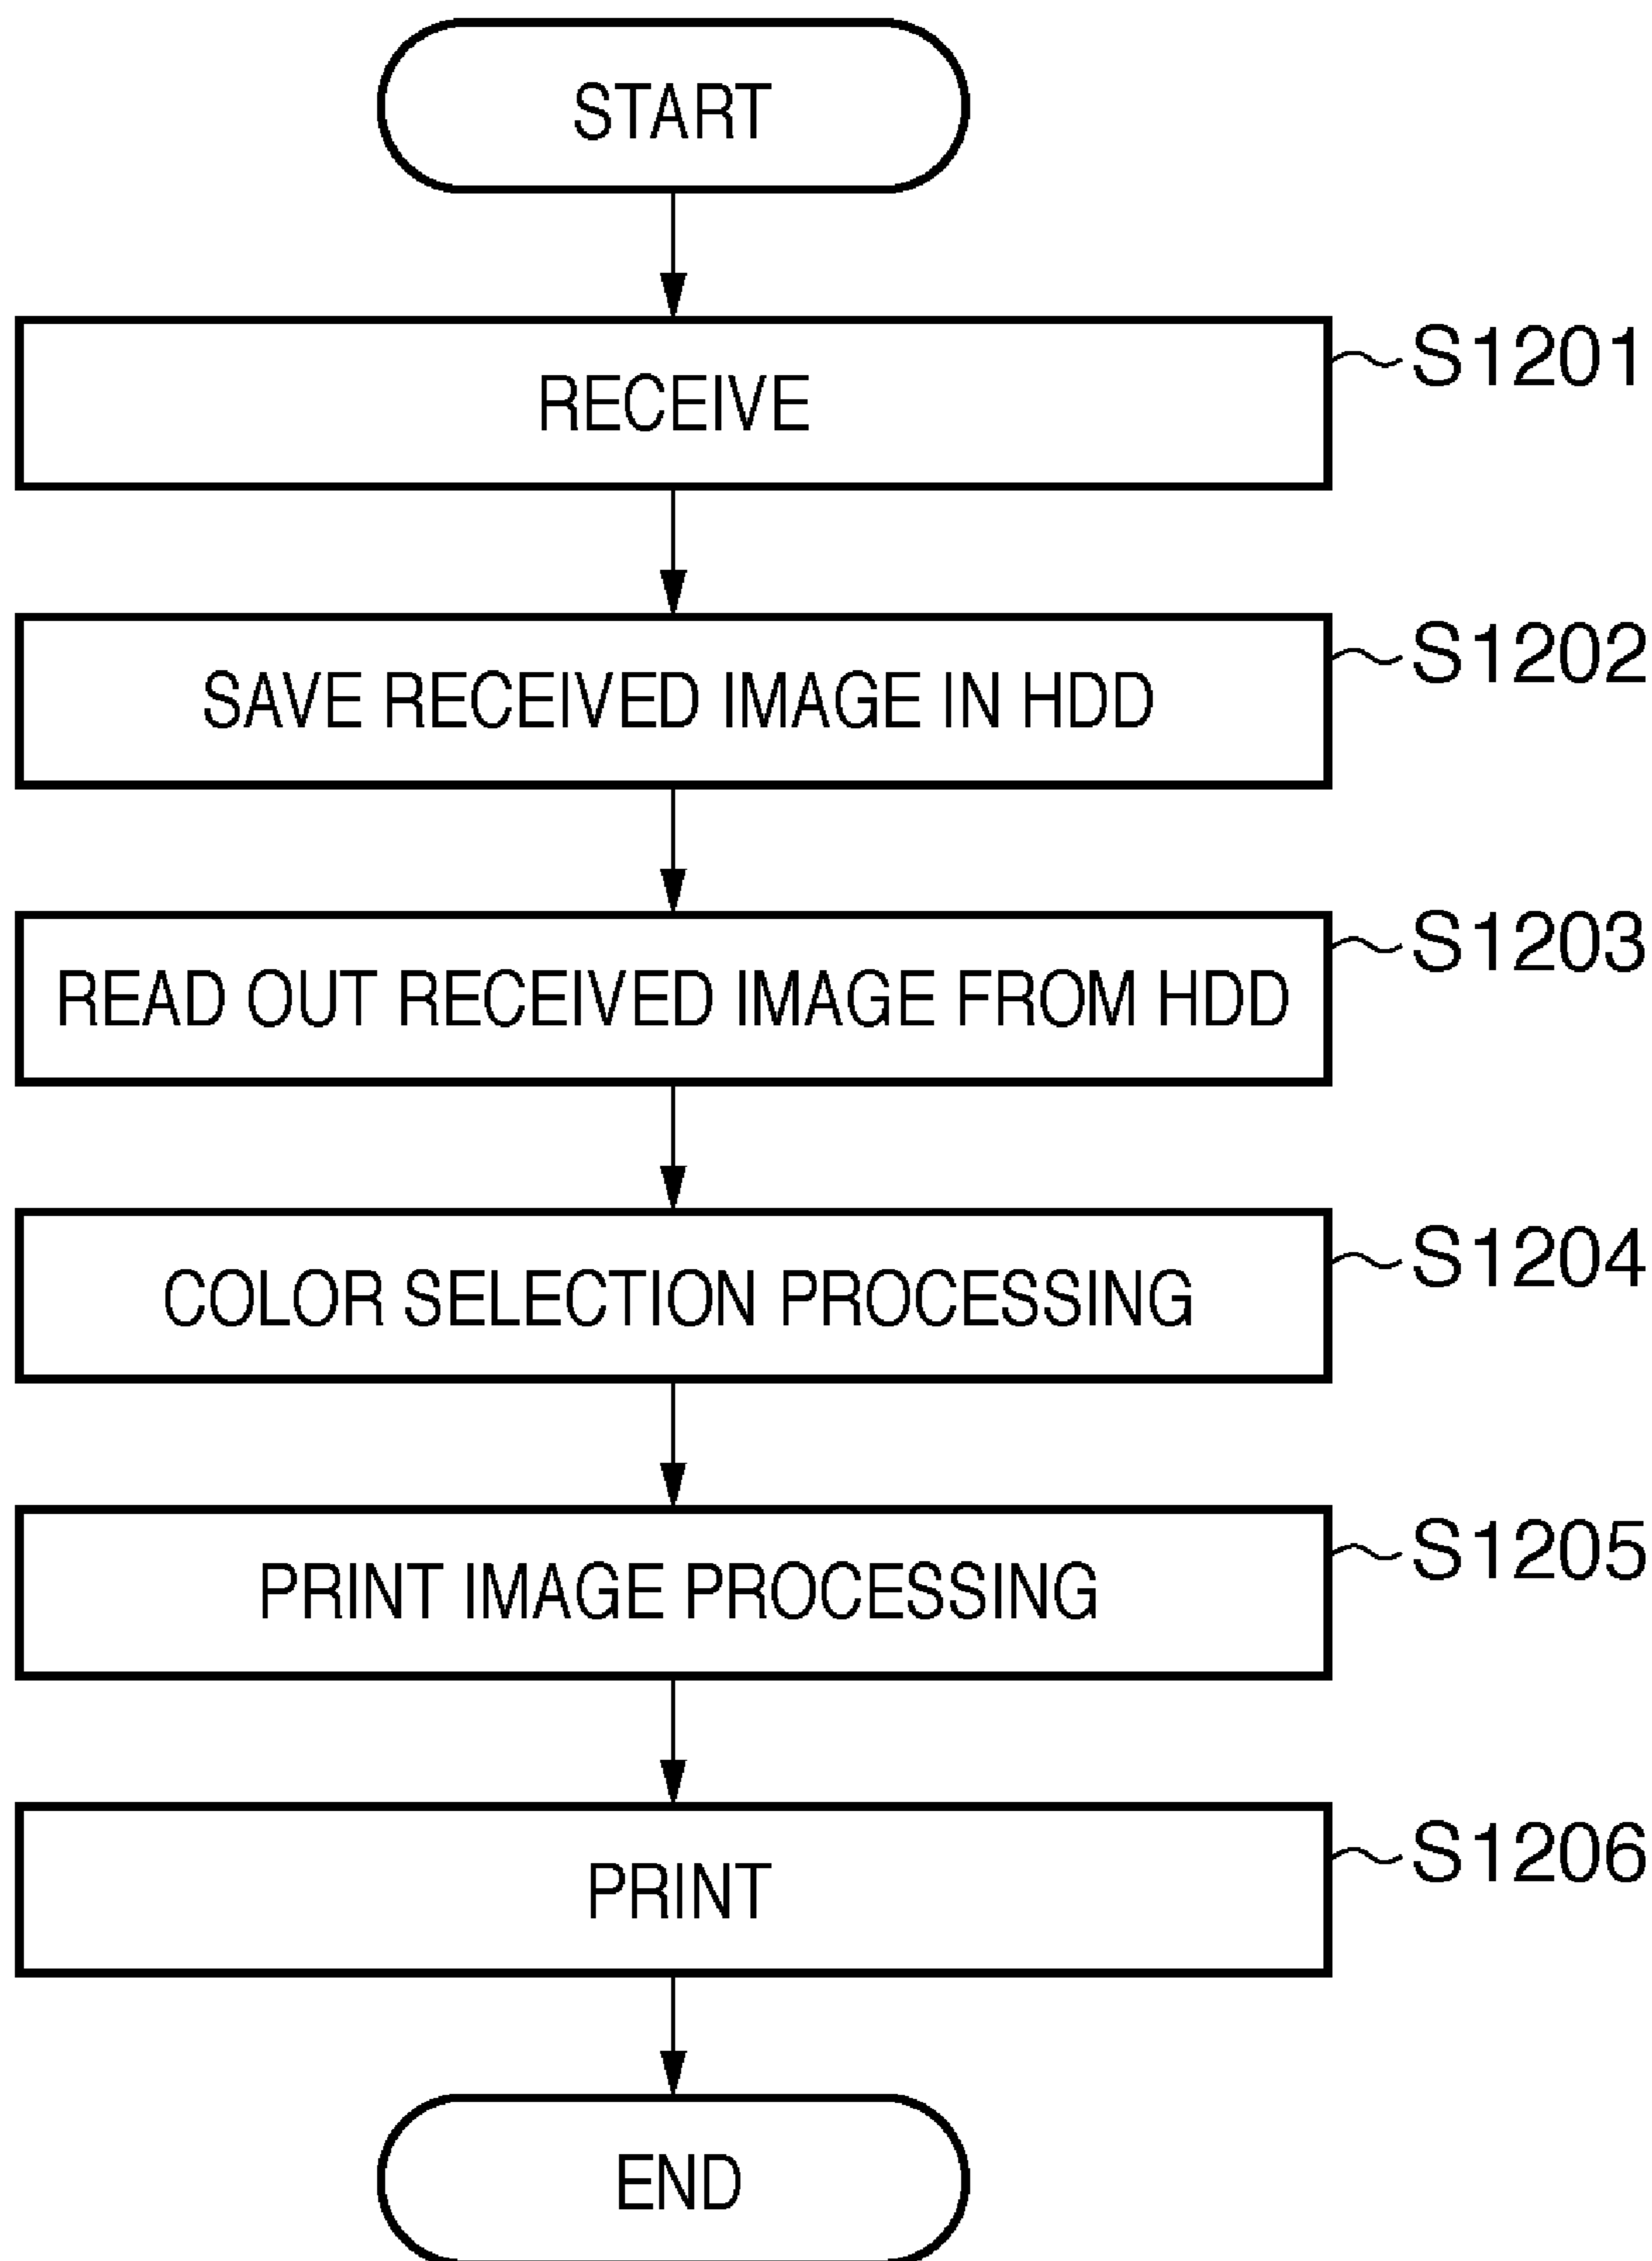 START
RECEIVE
S1201
SAVE RECEIVED IMAGE IN HDD
S1202
READ OUT RECEIVED IMAGE FROM HDD
S1203
COLOR SELECTION PROCESSING
S1204
PRINT IMAGE PROCESSING
S1205
PRINT
S1206
END